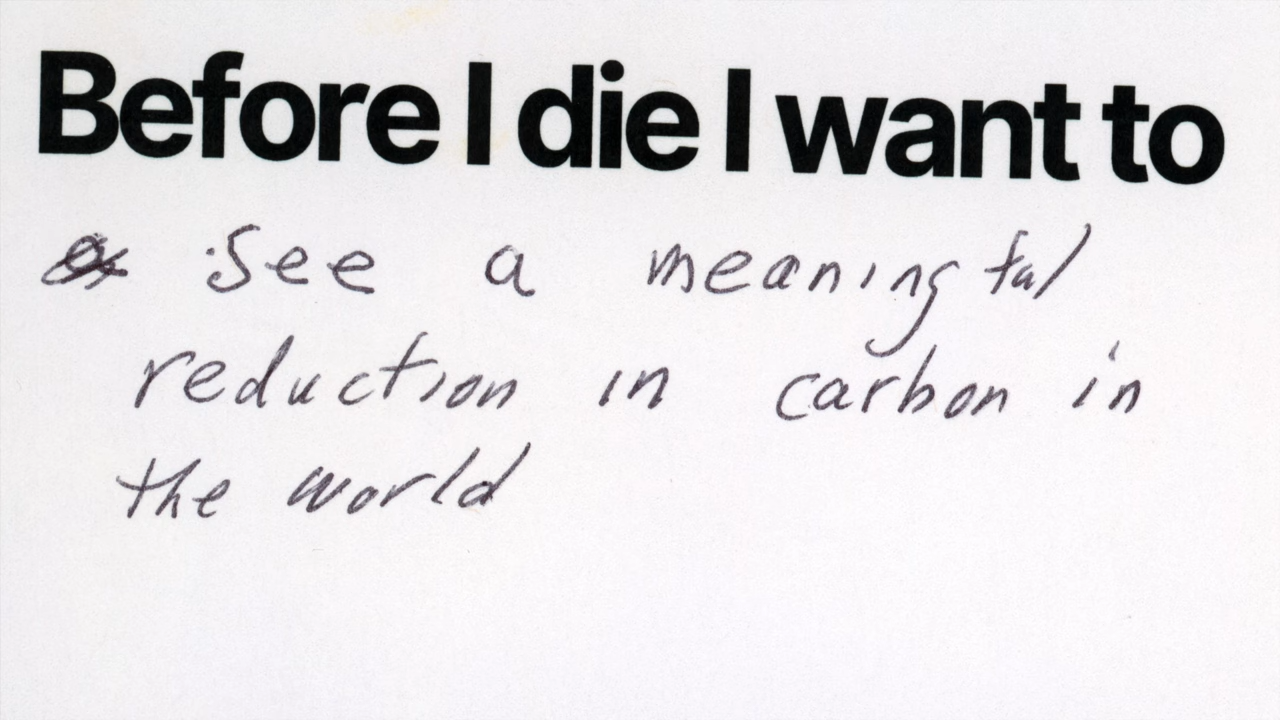 Before I die I want to
See a meaningful
reduction in carbon in
the world